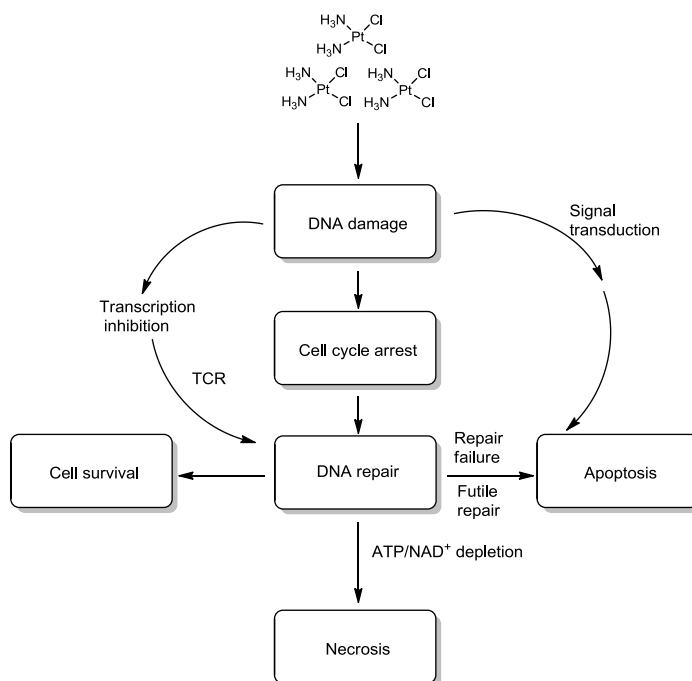 H₃N Cl
Pt
H₃N Cl
H₃N Cl
Pt
H₃N Cl
H₃N Cl
Pt
H₃N Cl
DNA damage
Signal
transduction
Transcription
inhibition
Cell cycle arrest
TCR
Cell survival
DNA repair
Repair
failure
Futile
repair
Apoptosis
ATP/NAD⁺ depletion
Necrosis